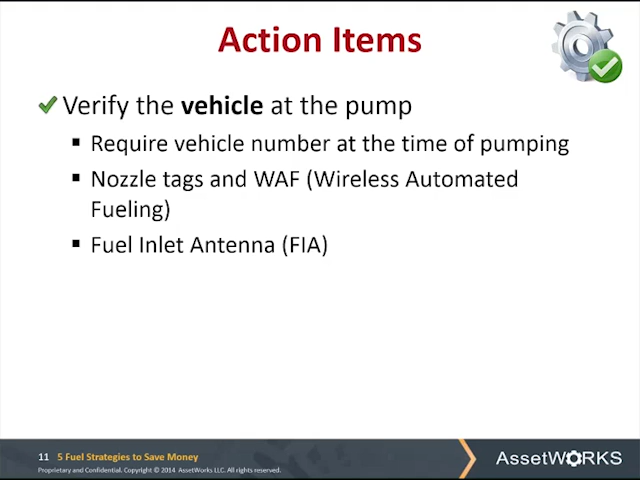 Action Items
Verify the vehicle at the pump
Require vehicle number at the time of pumping
Nozzle tags and WAF (Wireless Automated
Fueling)
Fuel Inlet Antenna (FIA)
11 5 Fuel Strategies to Save Money
Proprietary and Confidential. Copyright © 2014 AssetWorks LLC. All rights reserved.
AssetWORKS